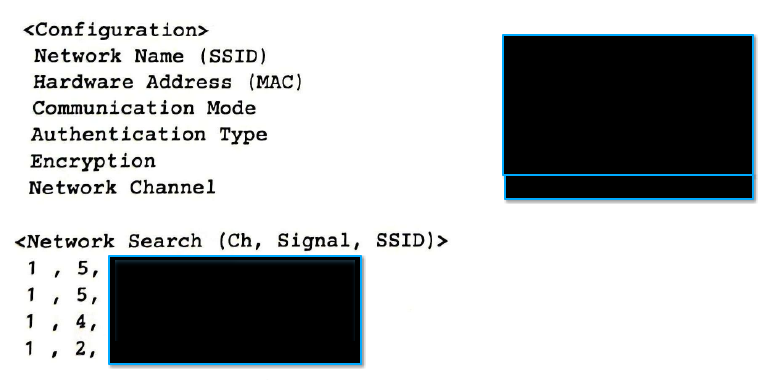 <Configuration>
Network Name (SSID)
Hardware Address (MAC)
Communication Mode
Authentication Type
Encryption
Network Channel
<Network Search (Ch, Signal, SSID)>
1 , 5,
1 , 5,
1 , 4,
1 , 2,